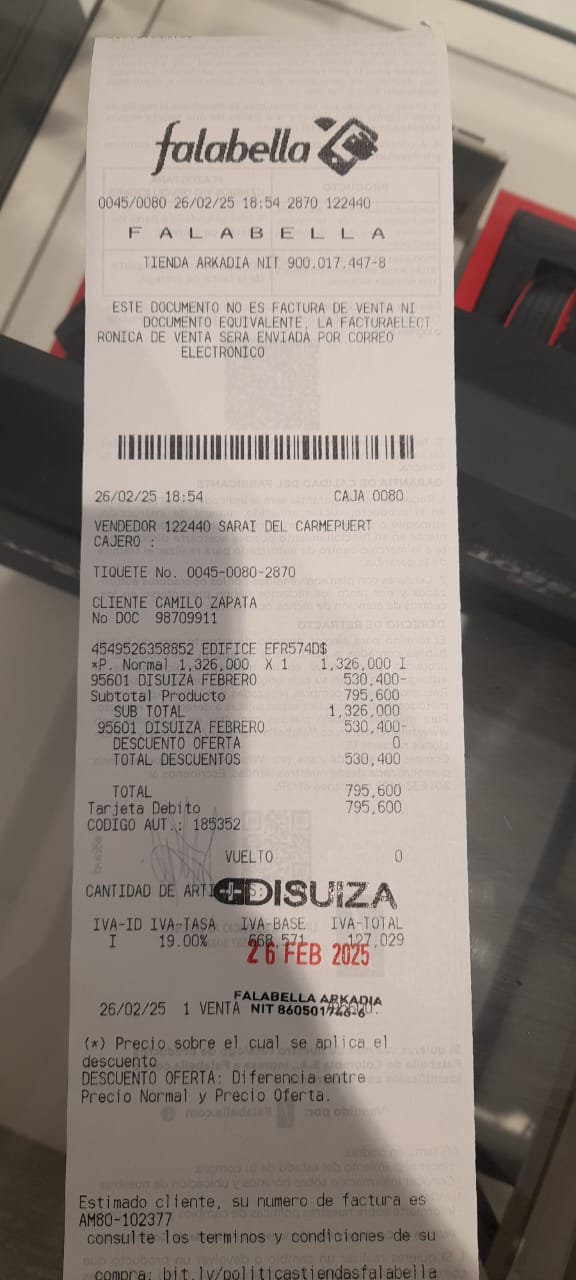 falabella
0045/0080 26/02/25 18:54 2870 122440
F A L A B E L L A
TIENDA ARKADIA NIT 900.017.447-8
ESTE DOCUMENTO NO ES FACTURA DE VENTA NI
DOCUMENTO EQUIVALENTE, LA FACTURAELECT
RONICA DE VENTA SERA ENVIADA POR CORREO
ELECTRONICO
26/02/25 18:54 CAJA 0080
VENDEDOR 122440 SARAI DEL CARMEPUERT
CAJERO :
TIQUETE No. 0045-0080-2870
CLIENTE CAMILO ZAPATA
No DOC 98709911
4549526358852 EDIFICE EFR574D$
*P. Normal 1,326,000 X 1 1,326,000 I
95601 DISUIZA FEBRERO 530,400-
Subtotal Producto 795,600
SUB TOTAL 1,326,000
95601 DISUIZA FEBRERO 530,400-
DESCUENTO OFERTA 0
TOTAL DESCUENTOS 530,400
TOTAL 795,600
Tarjeta Debito 795,600
CODIGO AUT.: 185352
VUELTO 0
CANTIDAD DE
DISUIZA
IVA-ID IVA-TASA IVA-BASE IVA-TOTAL
I 19.00% 668,571 127,029
26 FEB 2025
FALABELLA ARKADIA
26/02/25 1 VENTA
(*) Precio sobre el cual se aplica el
descuento
DESCUENTO OFERTA: Diferencia entre
Precio Normal y Precio Oferta.
Estimado cliente, su numero de factura es
AM80-102377
consulte los terminos y condiciones de su
compra: bit.ly/politicastiendasfalabella